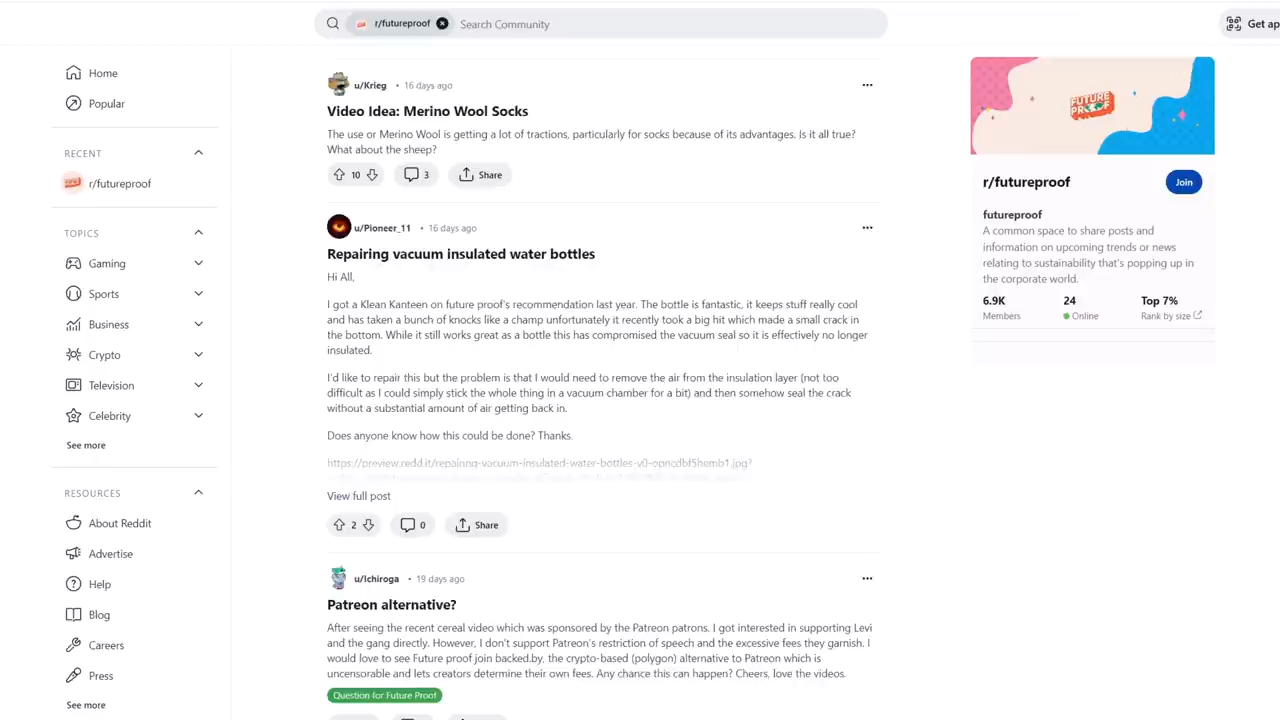 r/futureproof
Search Community
Get ap
Home
Popular
RECENT
r/futureproof
TOPICS
Gaming
Sports
Business
Crypto
Television
Celebrity
See more
RESOURCES
About Reddit
Advertise
Help
Blog
Careers
Press
See more
u/Krieg • 16 days ago
Video Idea: Merino Wool Socks
The use or Merino Wool is getting a lot of tractions, particularly for socks because of its advantages. Is it all true?
What about the sheep?
10
3
Share
u/Pioneer_11 • 16 days ago
Repairing vacuum insulated water bottles
Hi All,
I got a Klean Kanteen on future proof's recommendation last year. The bottle is fantastic, it keeps stuff really cool
and has taken a bunch of knocks like a champ unfortunately it recently took a big hit which made a small crack in
the bottom. While it still works great as a bottle this has compromised the vacuum seal so it is effectively no longer
insulated.
I'd like to repair this but the problem is that I would need to remove the air from the insulation layer (not too
difficult as I could simply stick the whole thing in a vacuum chamber for a bit) and then somehow seal the crack
without a substantial amount of air getting back in.
Does anyone know how this could be done? Thanks.
View full post
2
0
Share
u/Ichiroga • 19 days ago
Patreon alternative?
After seeing the recent cereal video which was sponsored by the Patreon patrons. I got interested in supporting Levi
and the gang directly. However, I don't support Patreon's restriction of speech and the excessive fees they garnish. I
would love to see Future proof join backed.by, the crypto-based (polygon) alternative to Patreon which is
uncensorable and lets creators determine their own fees. Any chance this can happen? Cheers, love the videos.
Question for Future Proof
FUTURE
PROOF
r/futureproof
Join
futureproof
A common space to share posts and
information on upcoming trends or news
relating to sustainability that's popping up in
the corporate world.
6.9K
Members
24
Online
Top 7%
Rank by size